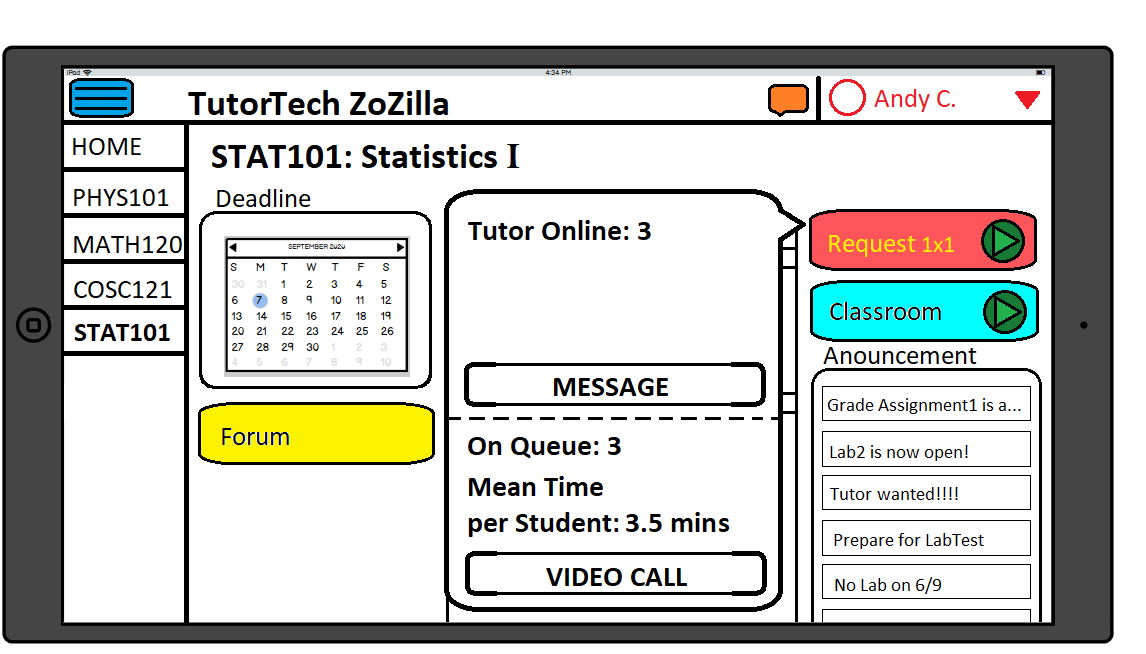 iPod 4:34 PM
TutorTech ZoZilla
Andy C.
HOME
PHYS101
MATH120
COSC121
STAT101
STAT101: Statistics I
Deadline
SEPTEMBER 2020
S M T W T F S
30 31 1 2 3 4 5
6 7 8 9 10 11 12
13 14 15 16 17 18 19
20 21 22 23 24 25 26
27 28 29 30 1 2 3
4 5 6 7 8 9 10
Forum
Tutor Online: 3
MESSAGE
On Queue: 3
Mean Time
per Student: 3.5 mins
VIDEO CALL
Request 1x1
Classroom
Anouncement
Grade Assignment1 is a...
Lab2 is now open!
Tutor wanted!!!!
Prepare for LabTest
No Lab on 6/9